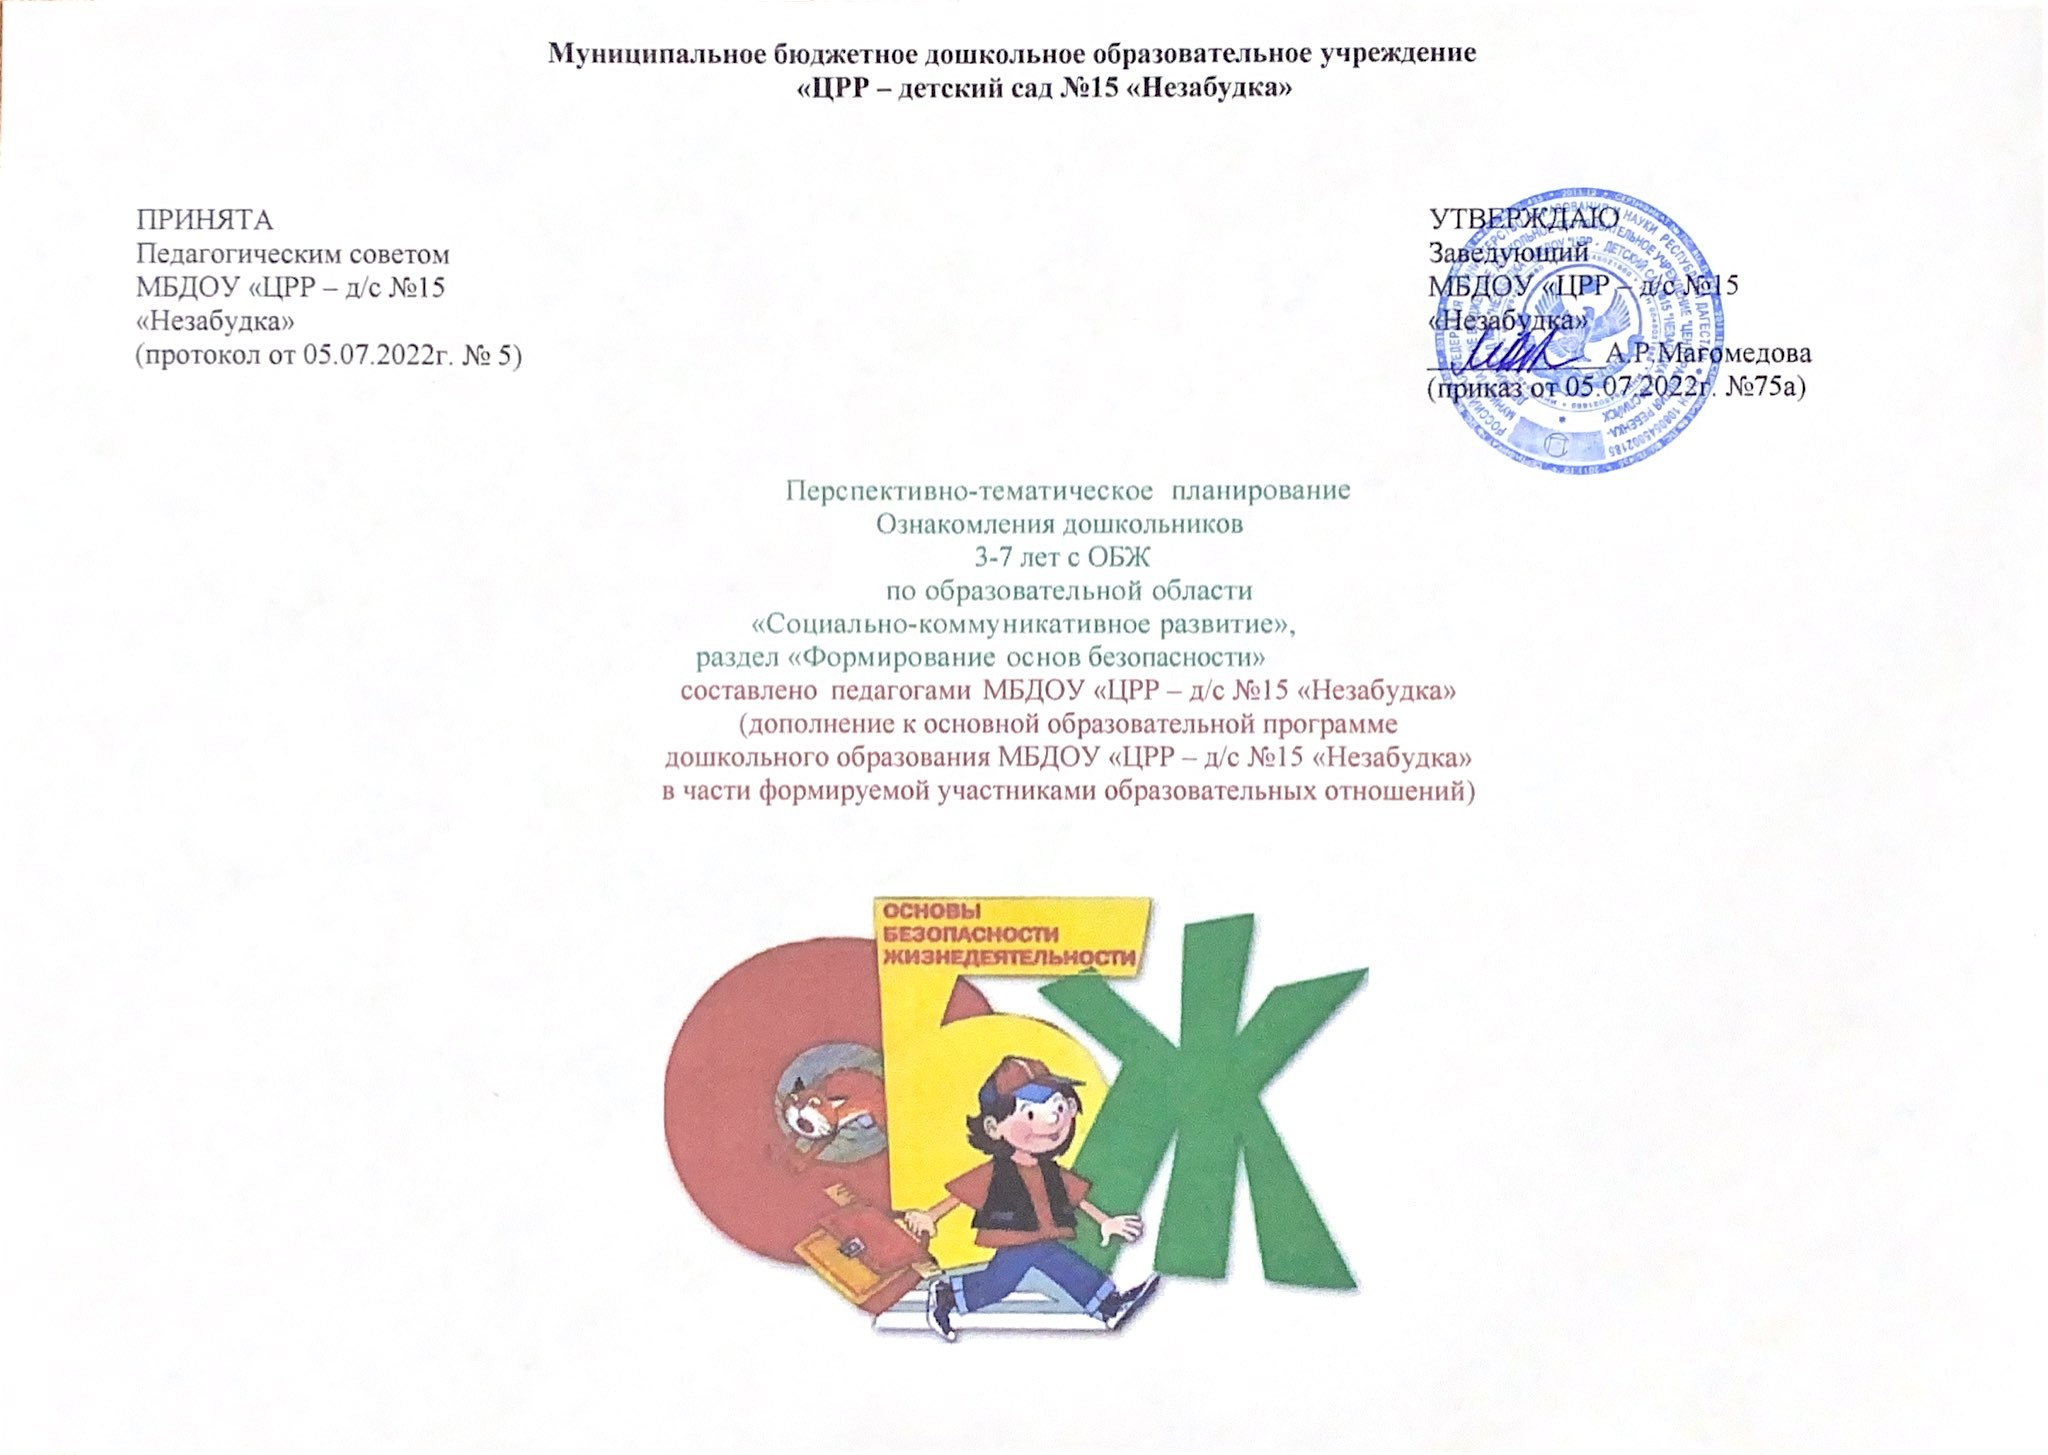 Муниципальное бюджетное дошкольное образовательное учреждение
«ЦРР – детский сад №15 «Незабудка»
ПРИНЯТА
Педагогическим советом
МБДОУ «ЦРР – д/с №15
«Незабудка»
(протокол от 05.07.2022г. № 5)
УТВЕРЖДАЮ
Заведующий
МБДОУ «ЦРР – д/с №15
«Незабудка»
А.Р.Магомедова
(приказ от 05.07.2022г. №75а)
Перспективно-тематическое планирование
Ознакомления дошкольников
3-7 лет с ОБЖ
по образовательной области
«Социально-коммуникативное развитие»,
раздел «Формирование основ безопасности»
составлено педагогами МБДОУ «ЦРР – д/с №15 «Незабудка»
(дополнение к основной образовательной программе
дошкольного образования МБДОУ «ЦРР – д/с №15 «Незабудка»
в части формируемой участниками образовательных отношений)
ОСНОВЫ
БЕЗОПАСНОСТИ
ЖИЗНЕДЕЯТЕЛЬНОСТИ
ОБЖ